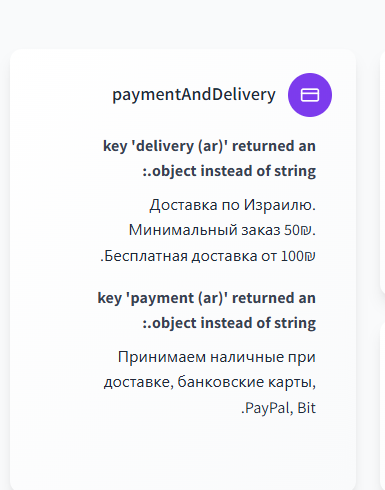 paymentAndDelivery
key 'delivery (ar)' returned an
object instead of string.:
Доставка по Израилю.
Минимальный заказ 50₪.
Бесплатная доставка от 100₪.
key 'payment (ar)' returned an
object instead of string.:
Принимаем наличные при
доставке, банковские карты,
PayPal, Bit.